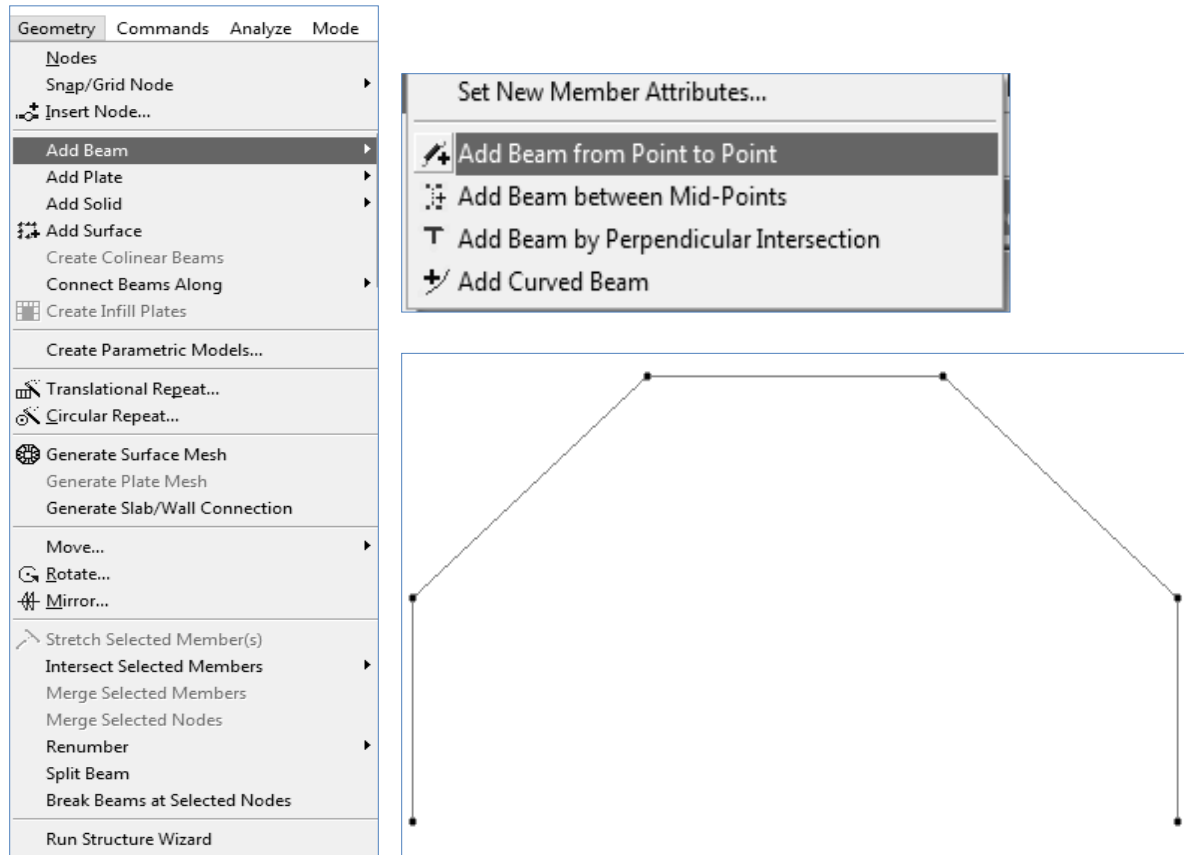 Geometry Commands Analyze Mode
Nodes
Snap/Grid Node
Insert Node...
Add Beam
Add Plate
Add Solid
Add Surface
Create Colinear Beams
Connect Beams Along
Create Infill Plates
Create Parametric Models...
Translational Repeat...
Circular Repeat...
Generate Surface Mesh
Generate Plate Mesh
Generate Slab/Wall Connection
Move...
Rotate...
Mirror...
Stretch Selected Member(s)
Intersect Selected Members
Merge Selected Members
Merge Selected Nodes
Renumber
Split Beam
Break Beams at Selected Nodes
Run Structure Wizard
Set New Member Attributes...
Add Beam from Point to Point
Add Beam between Mid-Points
Add Beam by Perpendicular Intersection
Add Curved Beam